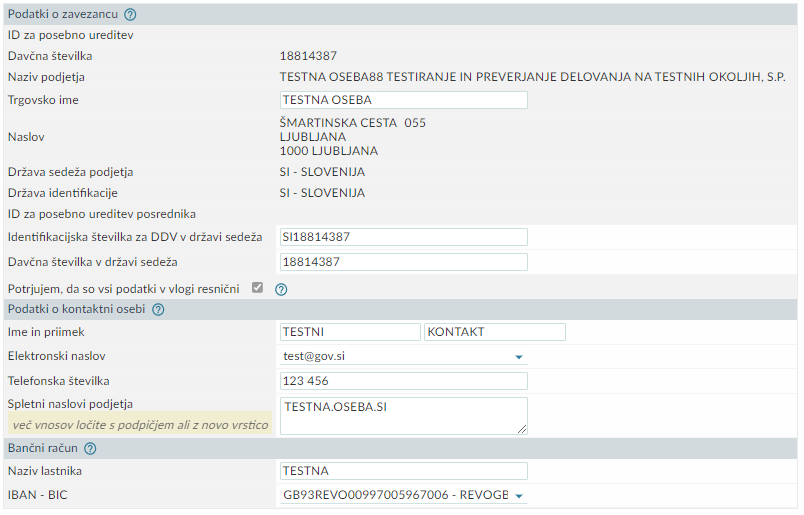 Podatki o zavezancu ?
ID za posebno ureditev
Davčna številka 18814387
Naziv podjetja TESTNA OSEBA88 TESTIRANJE IN PREVERJANJE DELOVANJA NA TESTNIH OKOLJIH, S.P.
Trgovsko ime TESTNA OSEBA
ŠMARTINSKA CESTA 055
Naslov LJUBLJANA
1000 LJUBLJANA
Država sedeža podjetja SI - SLOVENIJA
Država identifikacije SI - SLOVENIJA
ID za posebno ureditev posrednika
Identifikacijska številka za DDV v državi sedeža SI18814387
Davčna številka v državi sedeža 18814387
Potrjujem, da so vsi podatki v vlogi resnični ?
Podatki o kontaktni osebi ?
Ime in priimek TESTNI KONTAKT
Elektronski naslov test@gov.si
Telefonska številka 123 456
Spletni naslovi podjetja TESTNA.OSEBA.SI
več vnosov ločite s podpičjem ali z novo vrstico
Bančni račun ?
Naziv lastnika TESTNA
IBAN - BIC GB93REVO00997005967006 - REVOGB